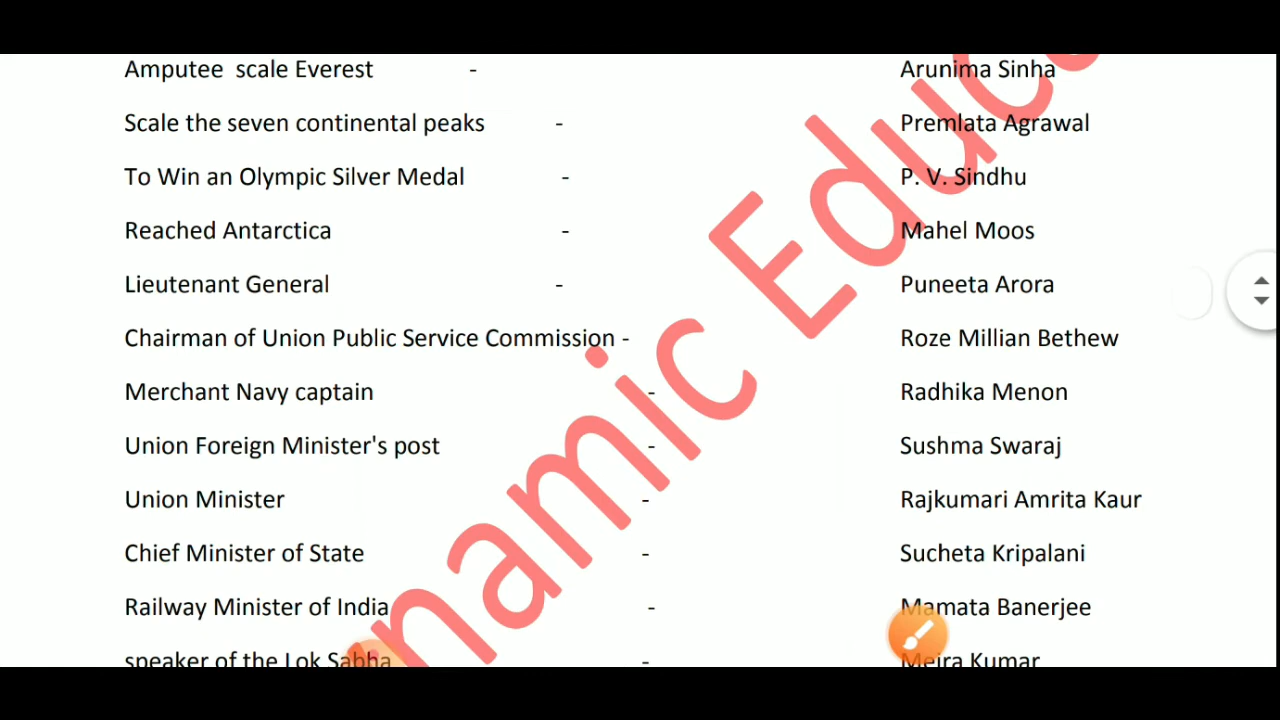 Amputee scale Everest - Arunima Sinha
Scale the seven continental peaks - Premlata Agrawal
To Win an Olympic Silver Medal - P. V. Sindhu
Reached Antarctica - Mahel Moos
Lieutenant General - Puneeta Arora
Chairman of Union Public Service Commission - Roze Millian Bethew
Merchant Navy captain - Radhika Menon
Union Foreign Minister's post - Sushma Swaraj
Union Minister - Rajkumari Amrita Kaur
Chief Minister of State - Sucheta Kripalani
Railway Minister of India - Mamata Banerjee
speaker of the Lok Sabha - Meira Kumar
namic Educa